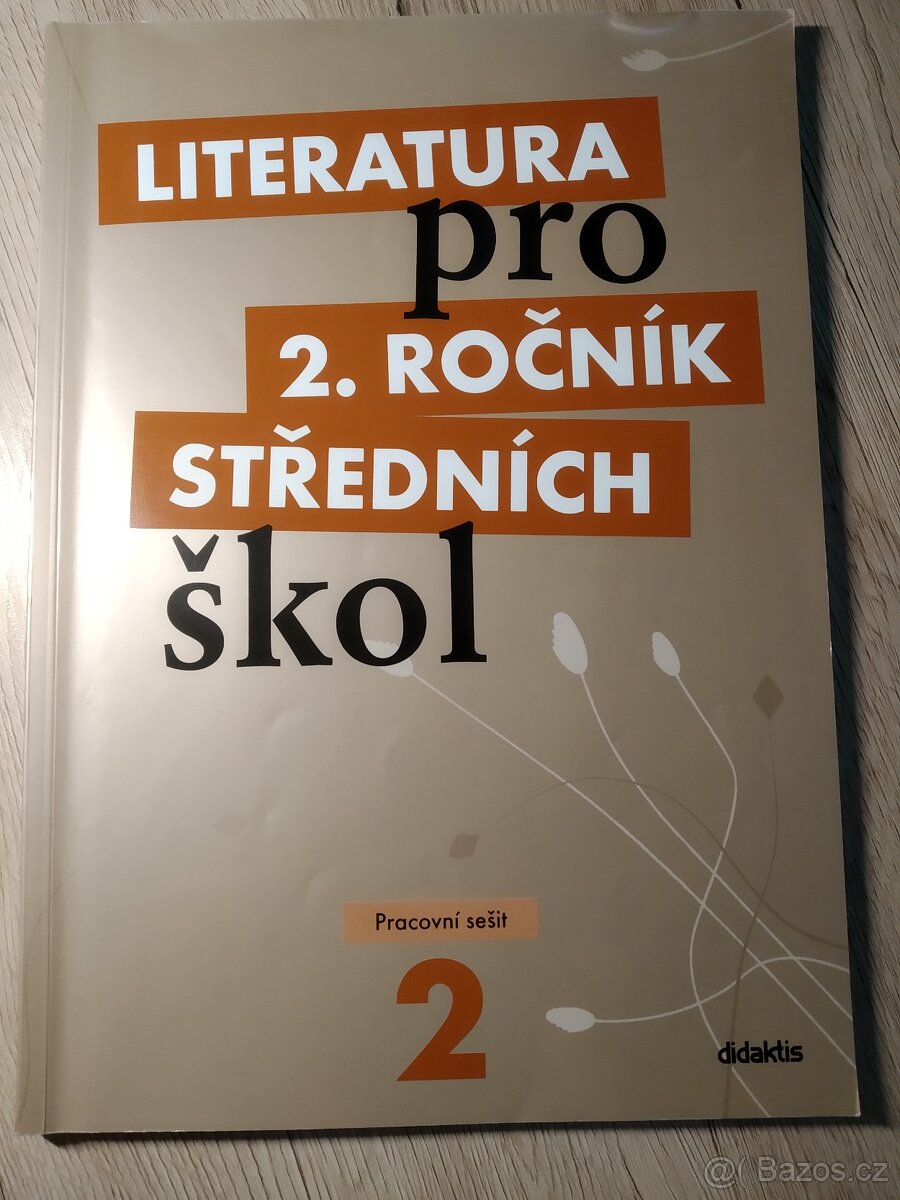 LITERATURA
pro
2. ROČNÍK
STŘEDNÍCH
škol
Pracovní sešit
2
didaktis
@( Bazos.cz